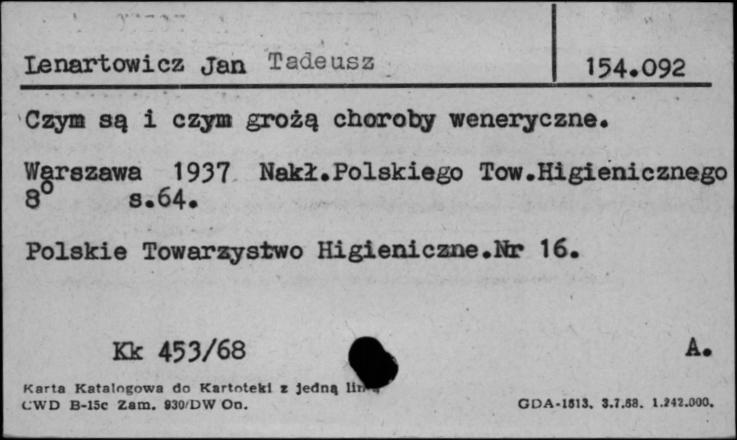 Lenartowicz Jan Tadeusz 154.092
Czym są i czym grożą choroby weneryczne.
Warszawa 1937 Nakł.Polskiego Tow.Higienicznego
8° s.64.
Polskie Towarzystwo Higieniczne.Nr 16.
Kk 453/68 A.
Karta Katalogowa do Kartoteki z jedną
CWD B-15c Zam. 930/DW On. GDA-1613. 3.7.68. 1.242.000.